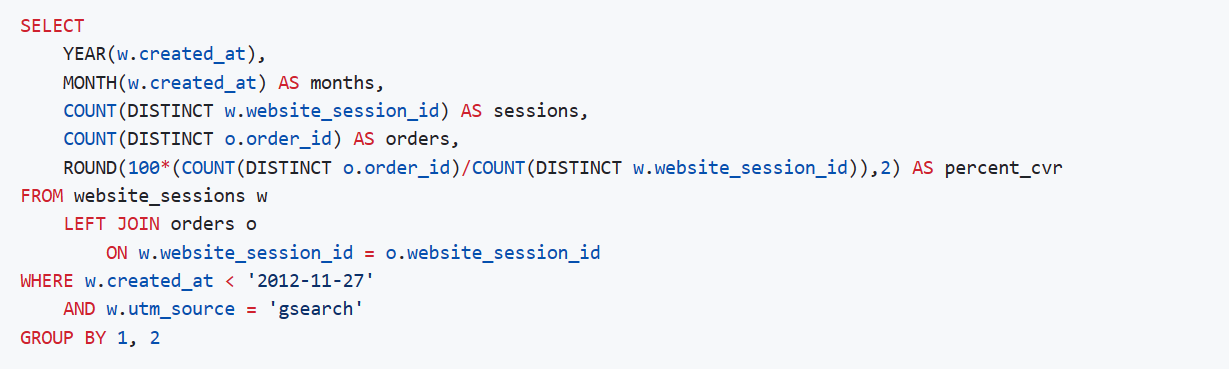 SELECT
    YEAR(w.created_at),
    MONTH(w.created_at) AS months,
    COUNT(DISTINCT w.website_session_id) AS sessions,
    COUNT(DISTINCT o.order_id) AS orders,
    ROUND(100*(COUNT(DISTINCT o.order_id)/COUNT(DISTINCT w.website_session_id)),2) AS percent_cvr
FROM website_sessions w
    LEFT JOIN orders o
        ON w.website_session_id = o.website_session_id
WHERE w.created_at < '2012-11-27'
    AND w.utm_source = 'gsearch'
GROUP BY 1, 2